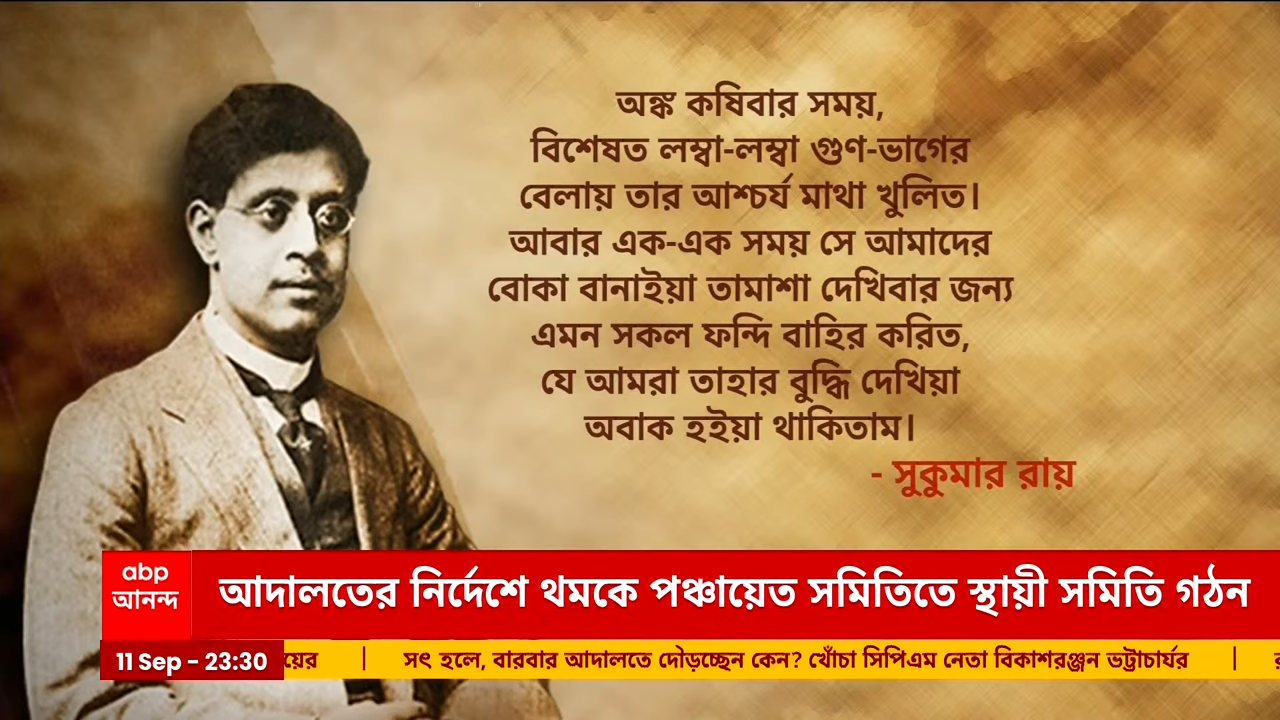 অঙ্ক কষিবার সময়,
বিশেষত লম্বা-লম্বা গুণ-ভাগের
বেলায় তার আশ্চর্য মাথা খুলিত।
আবার এক-এক সময় সে আমাদের
বোকা বানাইয়া তামাশা দেখিবার জন্য
এমন সকল ফন্দি বাহির করিত,
যে আমরা তাহার বুদ্ধি দেখিয়া
অবাক হইয়া থাকিতাম।
- সুকুমার রায়
abp
আনন্দ
আদালতের নির্দেশে থমকে পঞ্চায়েত সমিতিতে স্থায়ী সমিতি গঠন
11 Sep - 23:30
য়ের | সৎ হলে, বারবার আদালতে দৌড়চ্ছেন কেন? খোঁচা সিপিএম নেতা বিকাশরঞ্জন ভট্টাচার্যর |